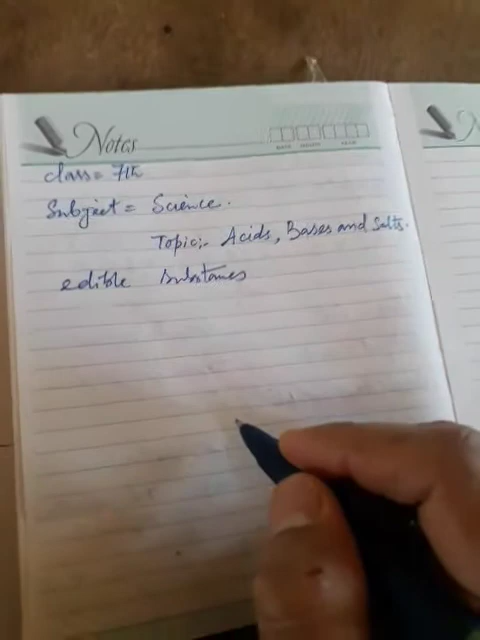 Notes
class = 7th
Subject = Science.
Topic:- Acids, Bases and Salts.
edible substances